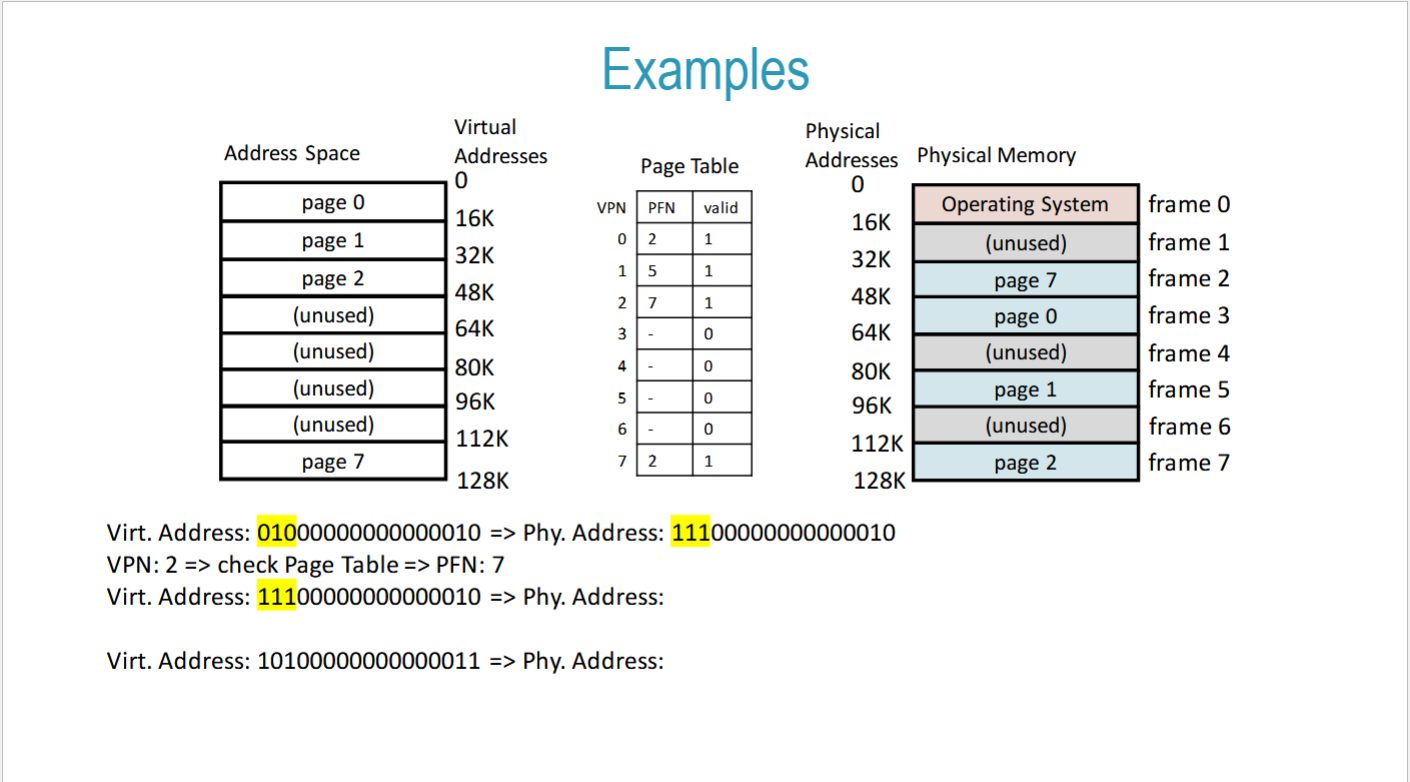 Examples
Address Space
Virtual
Addresses
page 0
page 1
page 2
(unused)
(unused)
(unused)
(unused)
page 7
0
16K
32K
48K
64K
80K
96K
112K
128K
Page Table
VPN PFN valid
0 2 1
1 5 1
2 7 1
3 - 0
4 - 0
5 - 0
6 - 0
7 2 1
Physical
Addresses
0
16K
32K
48K
64K
80K
96K
112K
128K
Physical Memory
Operating System frame 0
(unused) frame 1
page 7 frame 2
page 0 frame 3
(unused) frame 4
page 1 frame 5
(unused) frame 6
page 2 frame 7
Virt. Address: 01000000000000010 => Phy. Address: 11100000000000010
VPN: 2 => check Page Table => PFN: 7
Virt. Address: 11100000000000010 => Phy. Address:
Virt. Address: 10100000000000011 => Phy. Address: